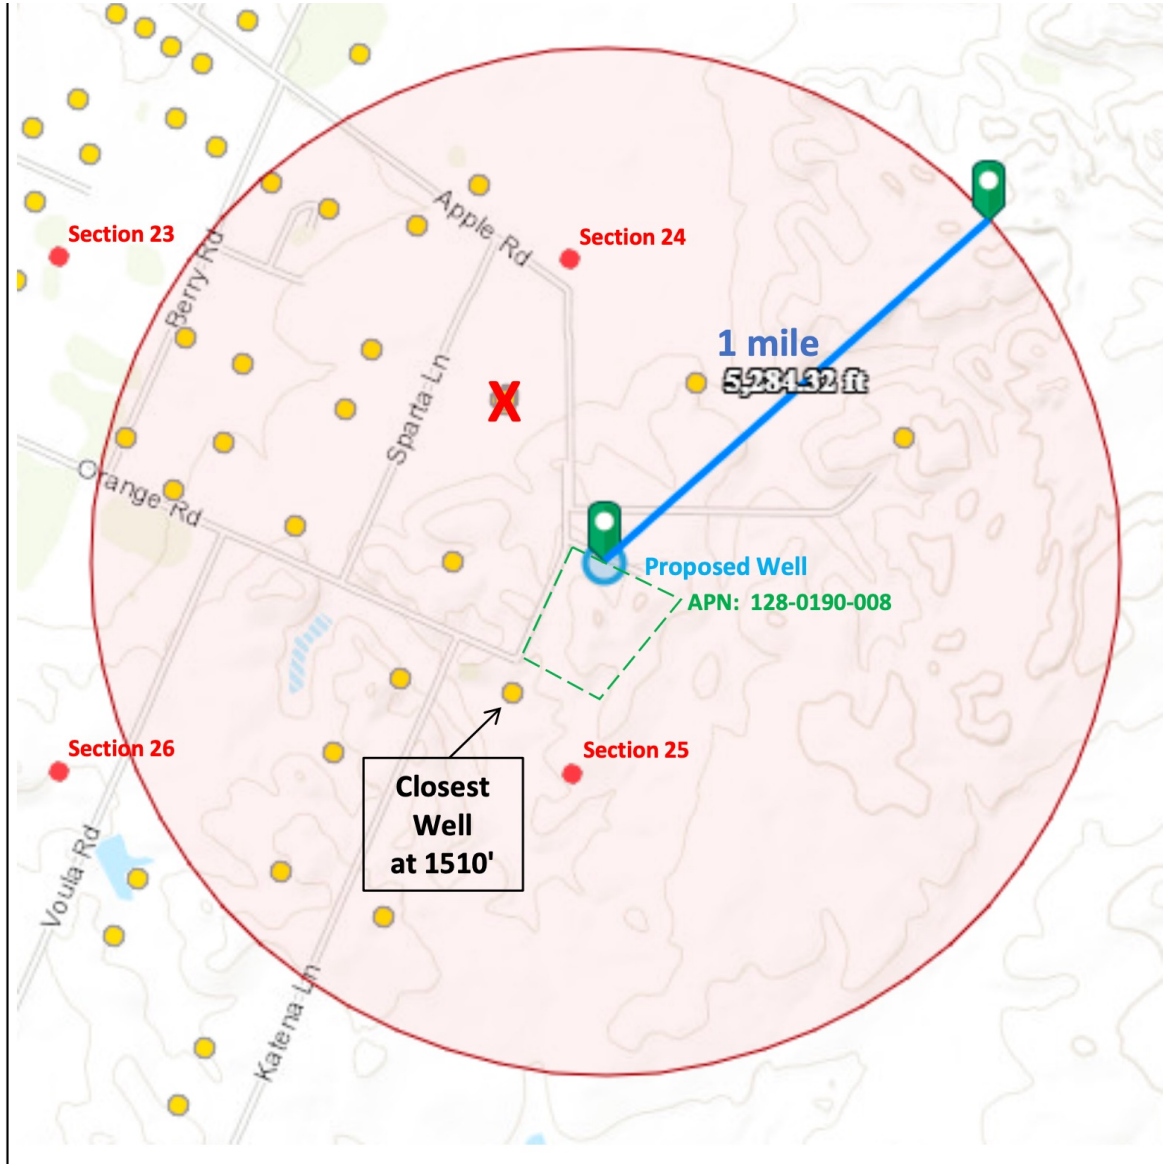 Apple Rd
Section 23
Section 24
Berry Rd
1 mile
5,284.32 ft
Sparta Ln
X
Orange Rd
Proposed Well
APN: 128-0190-008
Section 26
Section 25
Closest
Well
at 1510'
Voula Rd
Katena Ln